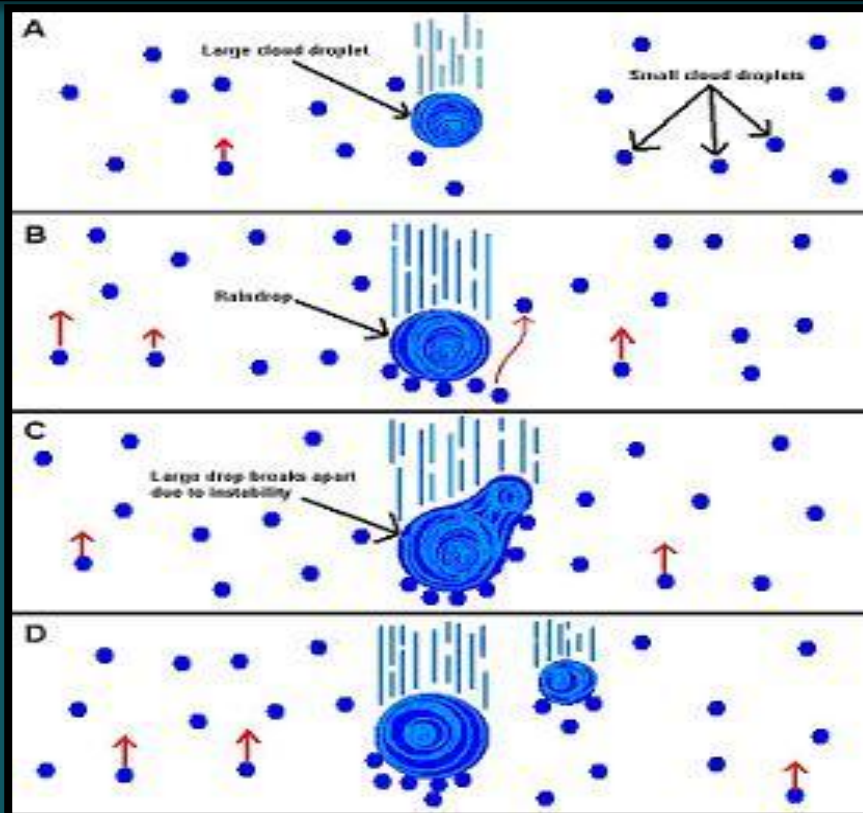 A
Large cloud droplet
Small cloud droplets
B
Raindrop
C
Large drop breaks apart
due to instability
D